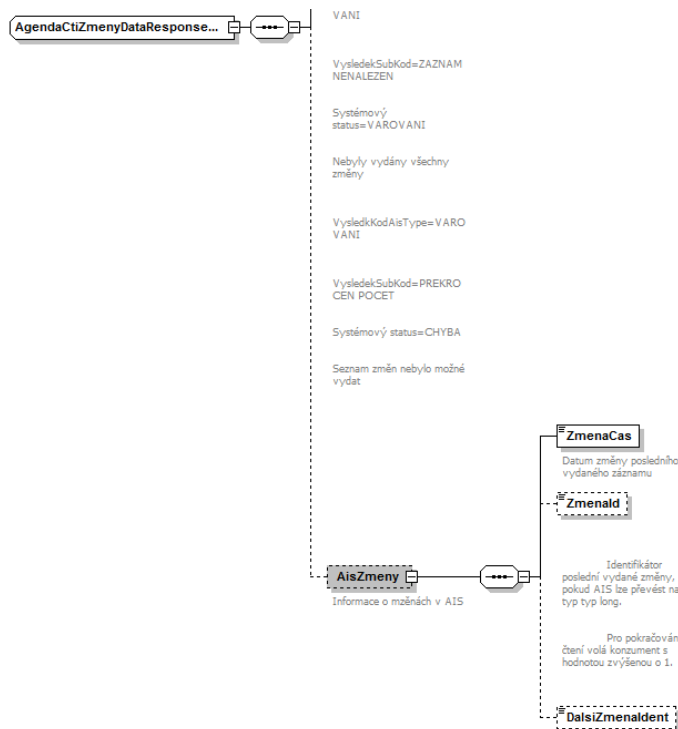 AgendaCtiZmenyDataResponse...
VANI
VysledekSubKod=ZAZNAM
NENALEZEN
Systémový
status=VAROVANI
Nebyly vydány všechny
změny
VysledkKodAisType=VARO
VANI
VysledekSubKod=PREKRO
CEN POCET
Systémový status=CHYBA
Seznam změn nebylo možné
vydat
ZmenaCas
Datum změny posledního
vydaného záznamu
ZmenaId
Identifikátor
poslední vydané změny,
pokud AIS lze převést na
typ typ long.
Pro pokračován
čtení volá konzument s
hodnotou zvýšenou o 1.
AisZmeny
Informace o mzěnách v AIS
DalsiZmenaIdent